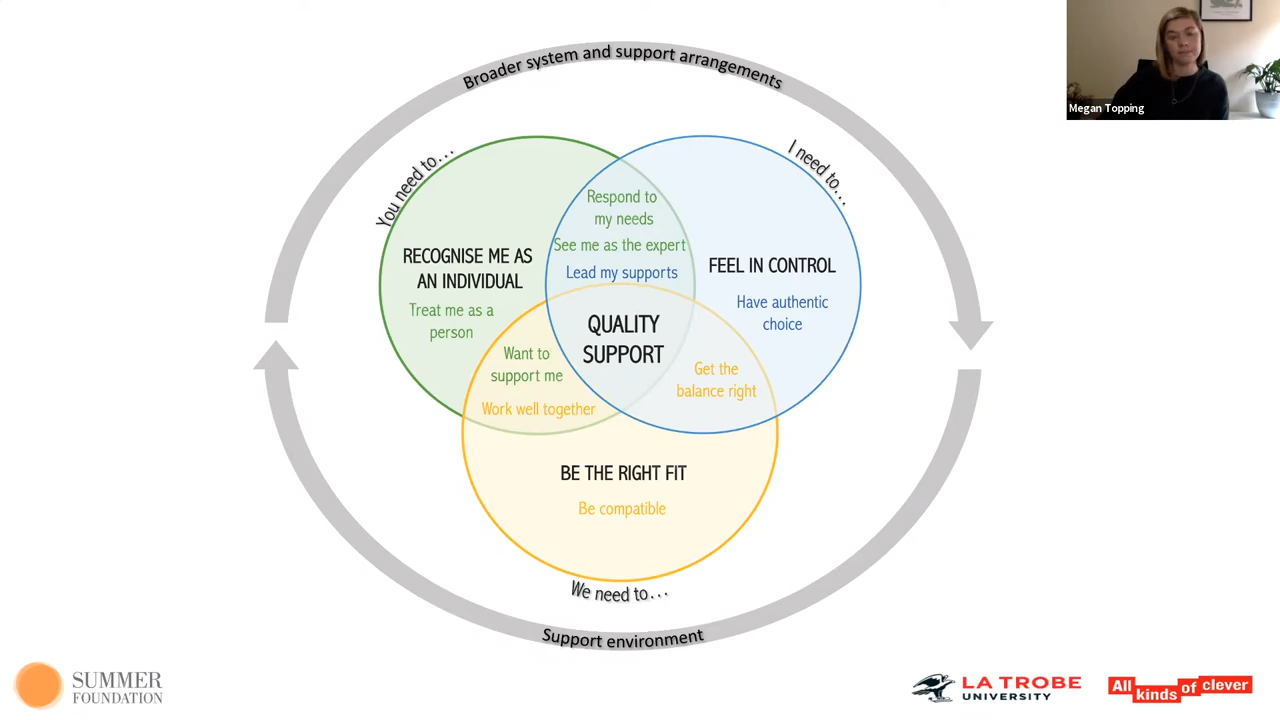 Broader system and support arrangements
Megan Topping
You need to…
I need to…
Respond to
my needs
See me as the expert
Lead my supports
RECOGNISE ME AS
AN INDIVIDUAL
Treat me as a
person
FEEL IN CONTROL
Have authentic
choice
QUALITY
SUPPORT
Want to
support me
Work well together
Get the
balance right
BE THE RIGHT FIT
Be compatible
We need to…
Support environment
SUMMER
FOUNDATION
LA TROBE
UNIVERSITY
All kinds of clever